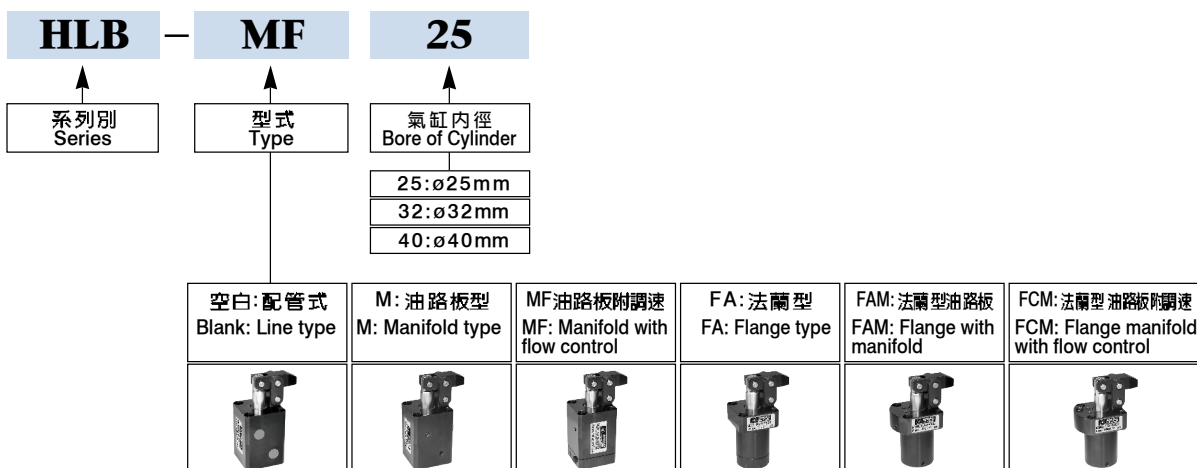 HLB – MF 25
系列別
Series
型式
Type
氣缸內徑
Bore of Cylinder
25:ø25mm
32:ø32mm
40:ø40mm
空白:配管式
Blank: Line type
M:油路板型
M: Manifold type
MF油路板附調速
MF: Manifold with
flow control
FA:法蘭型
FA: Flange type
FAM:法蘭型油路板
FAM: Flange with
manifold
FCM:法蘭型油路板附調速
FCM: Flange manifold
with flow control